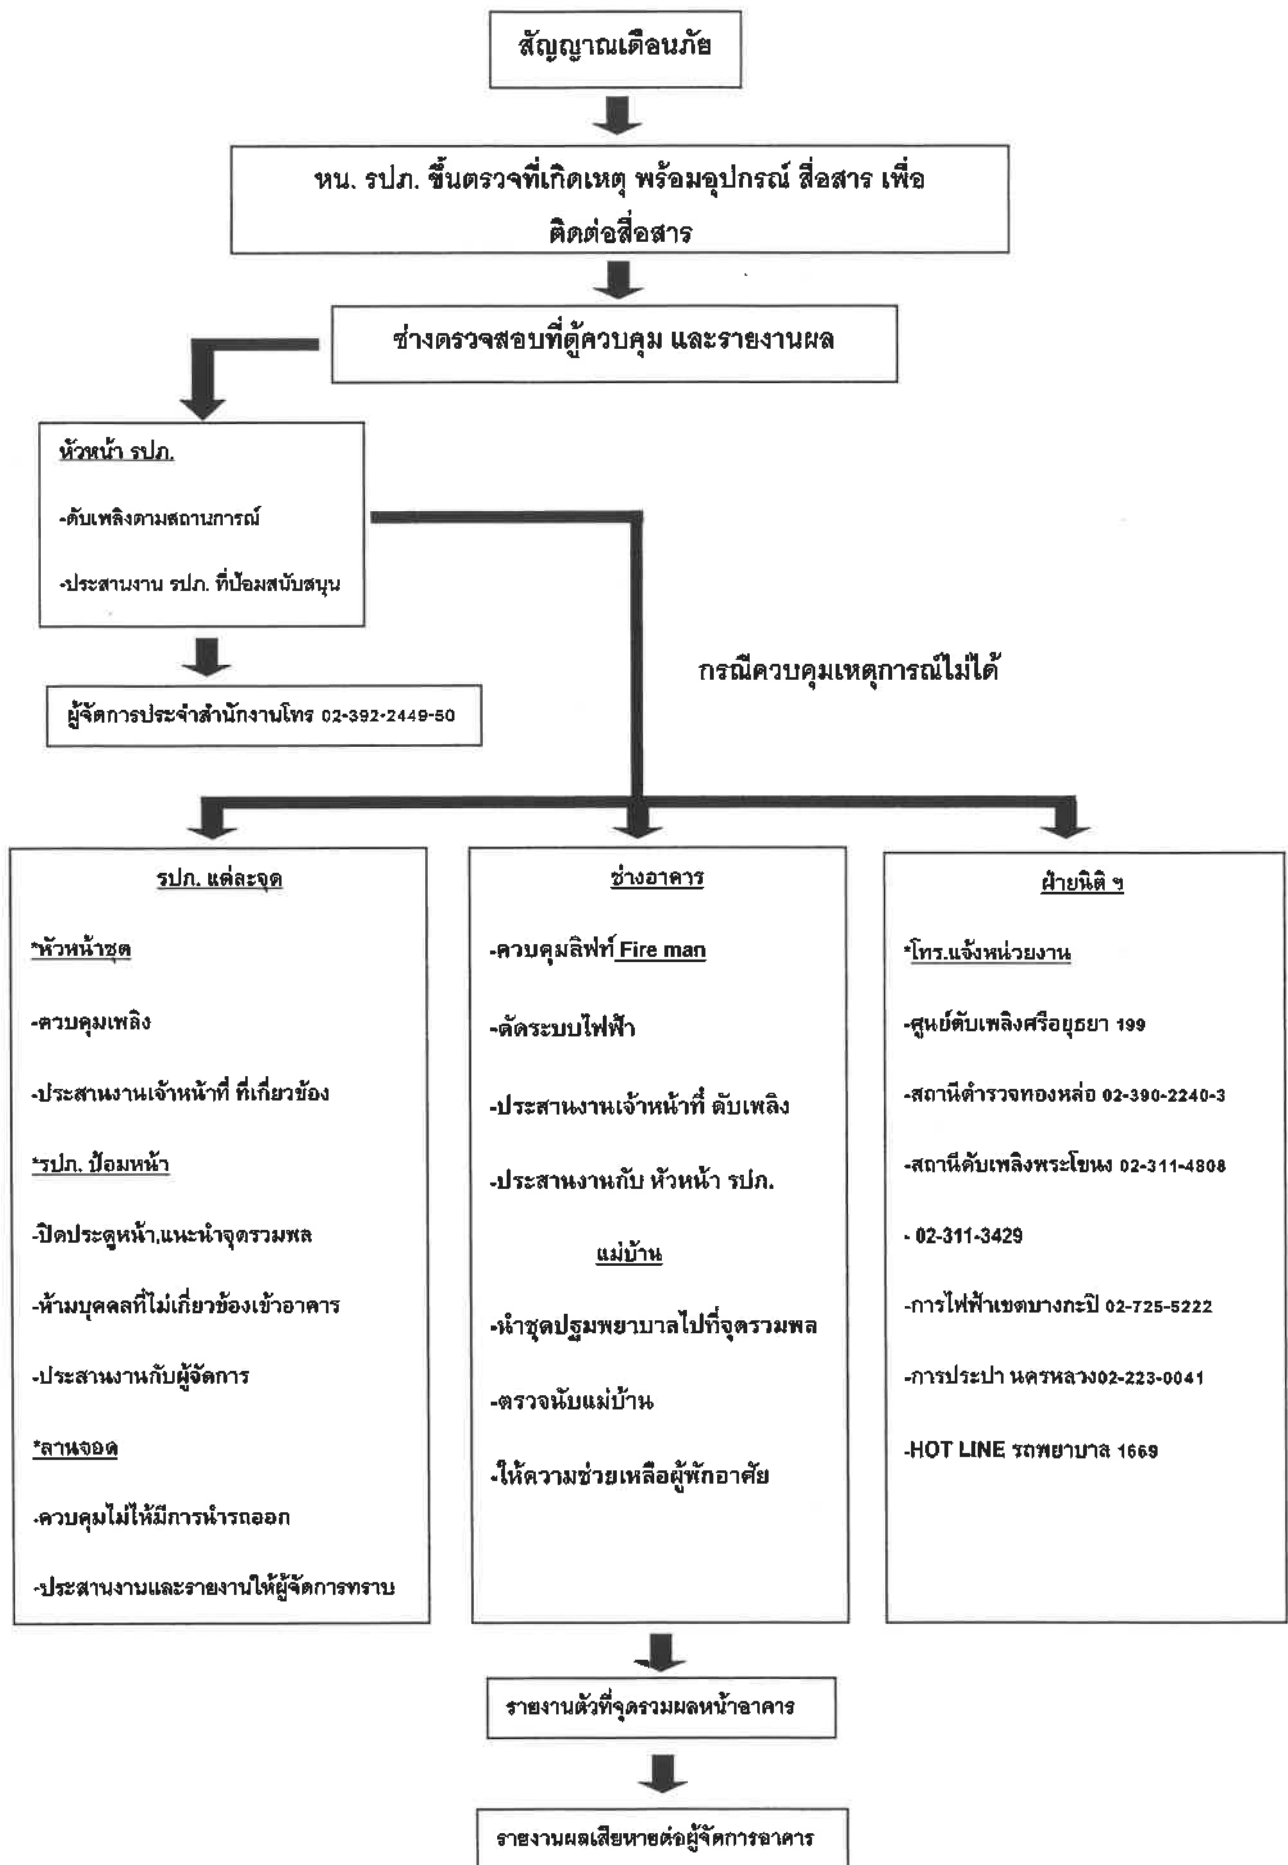 สัญญาณเตือนภัย
หน. รปภ. ขึ้นตรวจที่เกิดเหตุ พร้อมอุปกรณ์ สื่อสาร เพื่อ
ติดต่อสื่อสาร
ช่างตรวจสอบที่ตู้ควบคุม และรายงานผล
หัวหน้า รปภ.
-ดับเพลิงตามสถานการณ์
-ประสานงาน รปภ. ที่ป้อมสนับสนุน
กรณีควบคุมเหตุการณ์ไม่ได้
ผู้จัดการประจำสำนักงานโทร 02-392-2449-50
รปภ. แต่ละจุด
*หัวหน้าชุด
-ควบคุมเพลิง
-ประสานงานเจ้าหน้าที่ ที่เกี่ยวข้อง
*รปภ. ป้อมหน้า
-ปิดประตูหน้า,แนะนำจุดรวมพล
-ห้ามบุคคลที่ไม่เกี่ยวข้องเข้าอาคาร
-ประสานงานกับผู้จัดการ
*ลานจอด
-ควบคุมไม่ให้มีการนำรถออก
-ประสานงานและรายงานให้ผู้จัดการทราบ
ช่างอาคาร
-ควบคุมลิฟท์ Fire man
-ตัดระบบไฟฟ้า
-ประสานงานเจ้าหน้าที่ ดับเพลิง
-ประสานงานกับ หัวหน้า รปภ.
แม่บ้าน
-นำชุดปฐมพยาบาลไปที่จุดรวมพล
-ตรวจนับแม่บ้าน
-ให้ความช่วยเหลือผู้พักอาศัย
ฝ่ายนิติ ฯ
*โทร.แจ้งหน่วยงาน
-ศูนย์ดับเพลิงศรีอยุธยา 199
-สถานีตำรวจทองหล่อ 02-390-2240-3
-สถานีดับเพลิงพระโขนง 02-311-4808
- 02-311-3429
-การไฟฟ้าเขตบางกะปิ 02-725-5222
-การประปา นครหลวง02-223-0041
-HOT LINE รถพยาบาล 1669
รายงานตัวที่จุดรวมผลหน้าอาคาร
รายงานผลเสียหายต่อผู้จัดการอาคาร